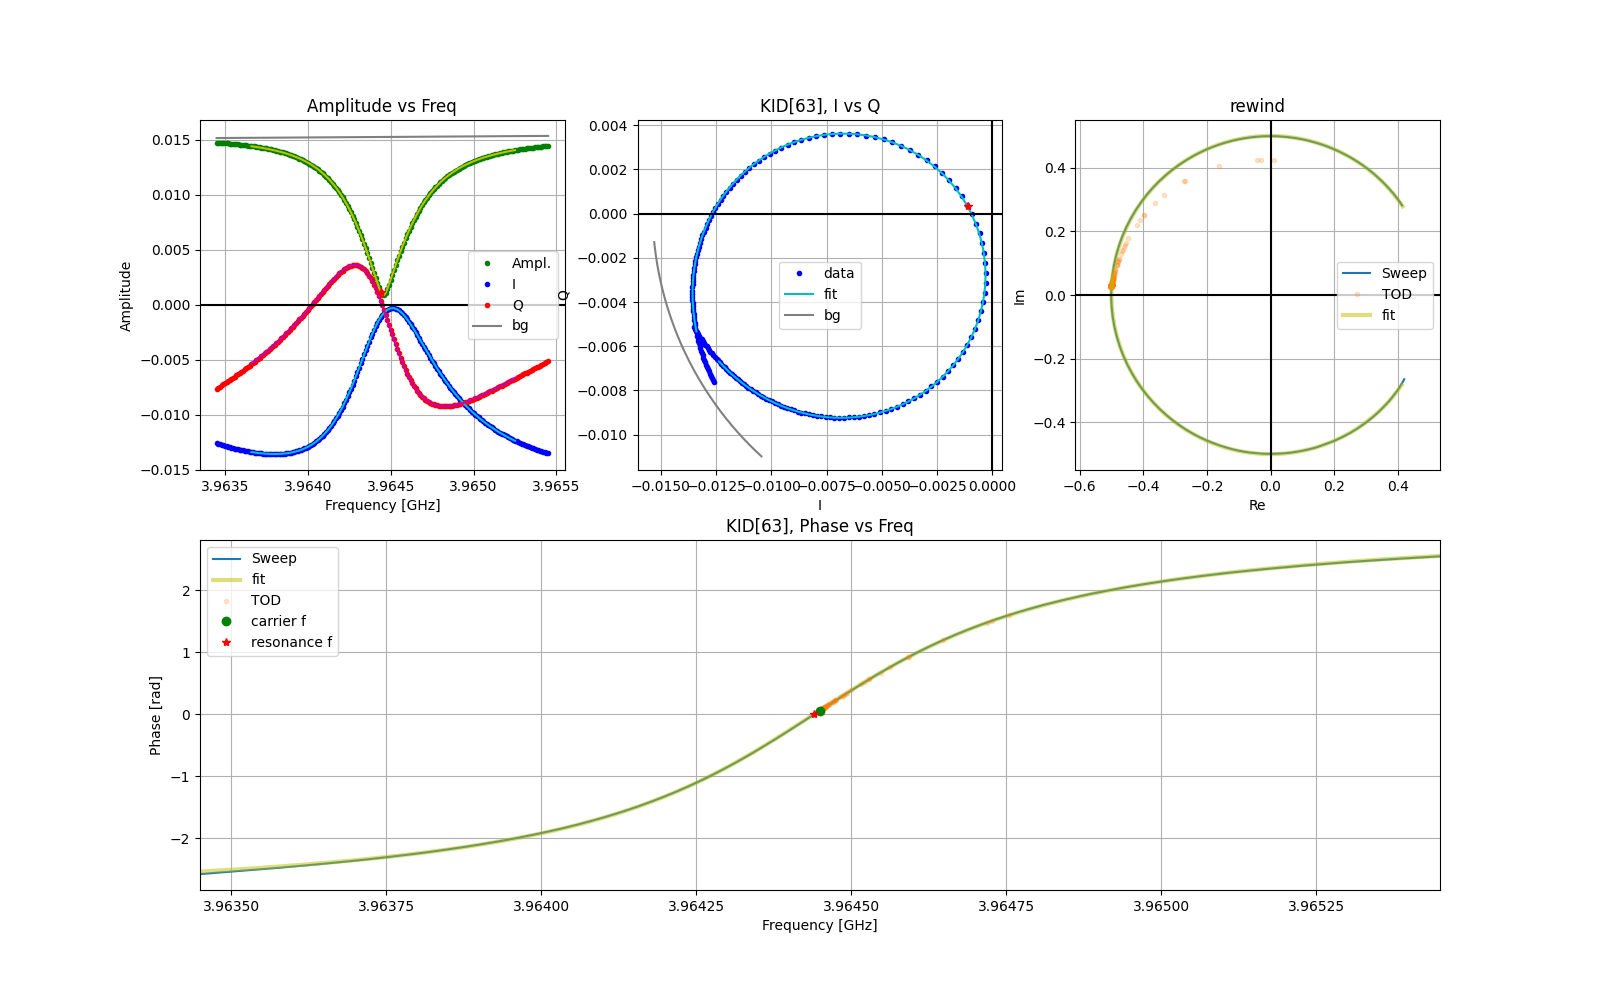 Amplitude vs Freq
0.015
0.010
0.005
0.000
−0.005
−0.010
−0.015
Amplitude
3.9635 3.9640 3.9645 3.9650 3.9655
Frequency [GHz]
Ampl.
I
Q
bg
KID[63], I vs Q
0.004
0.002
0.000
−0.002
−0.004
−0.006
−0.008
−0.010
Q
−0.0150 −0.0125 −0.0100 −0.0075 −0.0050 −0.0025 0.0000
I
data
fit
bg
rewind
0.4
0.2
0.0
−0.2
−0.4
Im
−0.6 −0.4 −0.2 0.0 0.2 0.4
Re
Sweep
TOD
fit
KID[63], Phase vs Freq
2
1
0
−1
−2
Phase [rad]
3.96350 3.96375 3.96400 3.96425 3.96450 3.96475 3.96500 3.96525
Frequency [GHz]
Sweep
fit
TOD
carrier f
resonance f